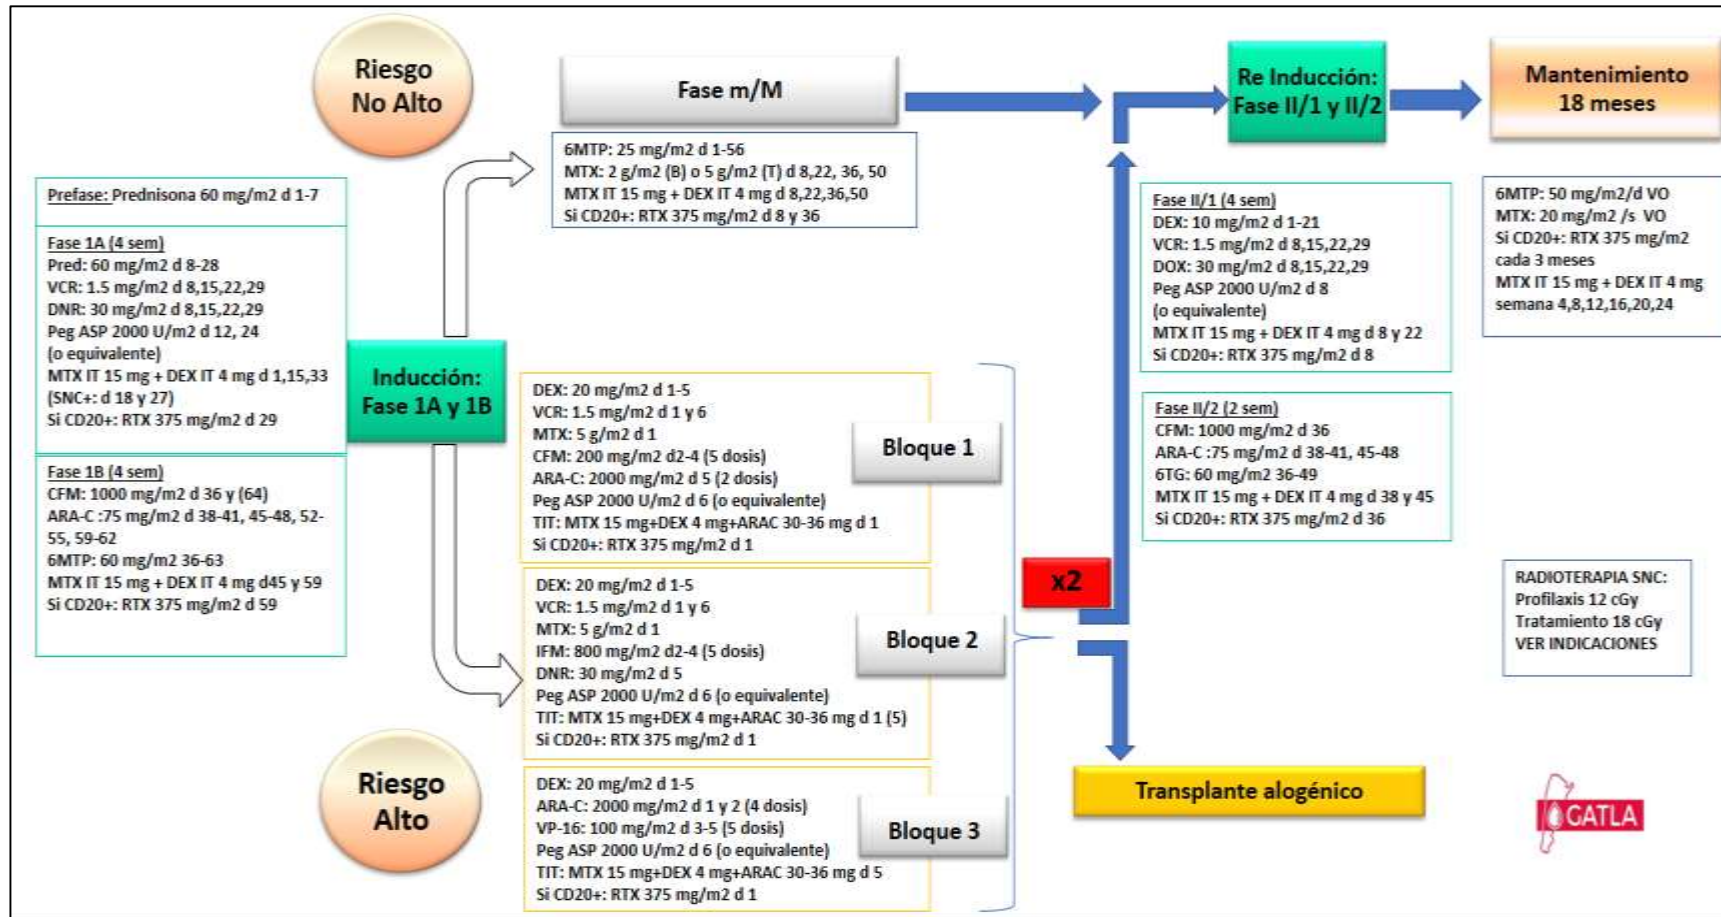 Riesgo
No Alto
Fase m/M
Re Inducción:
Fase II/1 y II/2
Mantenimiento
18 meses
6MTP: 25 mg/m2 d 1-56
MTX: 2 g/m2 (B) o 5 g/m2 (T) d 8,22, 36, 50
MTX IT 15 mg + DEX IT 4 mg d 8,22,36,50
Si CD20+: RTX 375 mg/m2 d 8 y 36
Prefase: Prednisona 60 mg/m2 d 1-7
Fase 1A (4 sem)
Pred: 60 mg/m2 d 8-28
VCR: 1.5 mg/m2 d 8,15,22,29
DNR: 30 mg/m2 d 8,15,22,29
Peg ASP 2000 U/m2 d 12, 24
(o equivalente)
MTX IT 15 mg + DEX IT 4 mg d 1,15,33
(SNC+: d 18 y 27)
Si CD20+: RTX 375 mg/m2 d 29
Fase 1B (4 sem)
CFM: 1000 mg/m2 d 36 y (64)
ARA-C :75 mg/m2 d 38-41, 45-48, 52-
55, 59-62
6MTP: 60 mg/m2 36-63
MTX IT 15 mg + DEX IT 4 mg d45 y 59
Si CD20+: RTX 375 mg/m2 d 59
Inducción:
Fase 1A y 1B
DEX: 20 mg/m2 d 1-5
VCR: 1.5 mg/m2 d 1 y 6
MTX: 5 g/m2 d 1
CFM: 200 mg/m2 d2-4 (5 dosis)
ARA-C: 2000 mg/m2 d 5 (2 dosis)
Peg ASP 2000 U/m2 d 6 (o equivalente)
TIT: MTX 15 mg+DEX 4 mg+ARAC 30-36 mg d 1
Si CD20+: RTX 375 mg/m2 d 1
Bloque 1
DEX: 20 mg/m2 d 1-5
VCR: 1.5 mg/m2 d 1 y 6
MTX: 5 g/m2 d 1
IFM: 800 mg/m2 d2-4 (5 dosis)
DNR: 30 mg/m2 d 5
Peg ASP 2000 U/m2 d 6 (o equivalente)
TIT: MTX 15 mg+DEX 4 mg+ARAC 30-36 mg d 1 (5)
Si CD20+: RTX 375 mg/m2 d 1
Bloque 2
Riesgo
Alto
DEX: 20 mg/m2 d 1-5
ARA-C: 2000 mg/m2 d 1 y 2 (4 dosis)
VP-16: 100 mg/m2 d 3-5 (5 dosis)
Peg ASP 2000 U/m2 d 6 (o equivalente)
TIT: MTX 15 mg+DEX 4 mg+ARAC 30-36 mg d 5
Si CD20+: RTX 375 mg/m2 d 1
Bloque 3
x2
Fase II/1 (4 sem)
DEX: 10 mg/m2 d 1-21
VCR: 1.5 mg/m2 d 8,15,22,29
DOX: 30 mg/m2 d 8,15,22,29
Peg ASP 2000 U/m2 d 8
(o equivalente)
MTX IT 15 mg + DEX IT 4 mg d 8 y 22
Si CD20+: RTX 375 mg/m2 d 8
Fase II/2 (2 sem)
CFM: 1000 mg/m2 d 36
ARA-C :75 mg/m2 d 38-41, 45-48
6TG: 60 mg/m2 36-49
MTX IT 15 mg + DEX IT 4 mg d 38 y 45
Si CD20+: RTX 375 mg/m2 d 36
6MTP: 50 mg/m2/d VO
MTX: 20 mg/m2 /s VO
Si CD20+: RTX 375 mg/m2
cada 3 meses
MTX IT 15 mg + DEX IT 4 mg
semana 4,8,12,16,20,24
RADIOTERAPIA SNC:
Profilaxis 12 cGy
Tratamiento 18 cGy
VER INDICACIONES
Transplante alogénico
GATLA